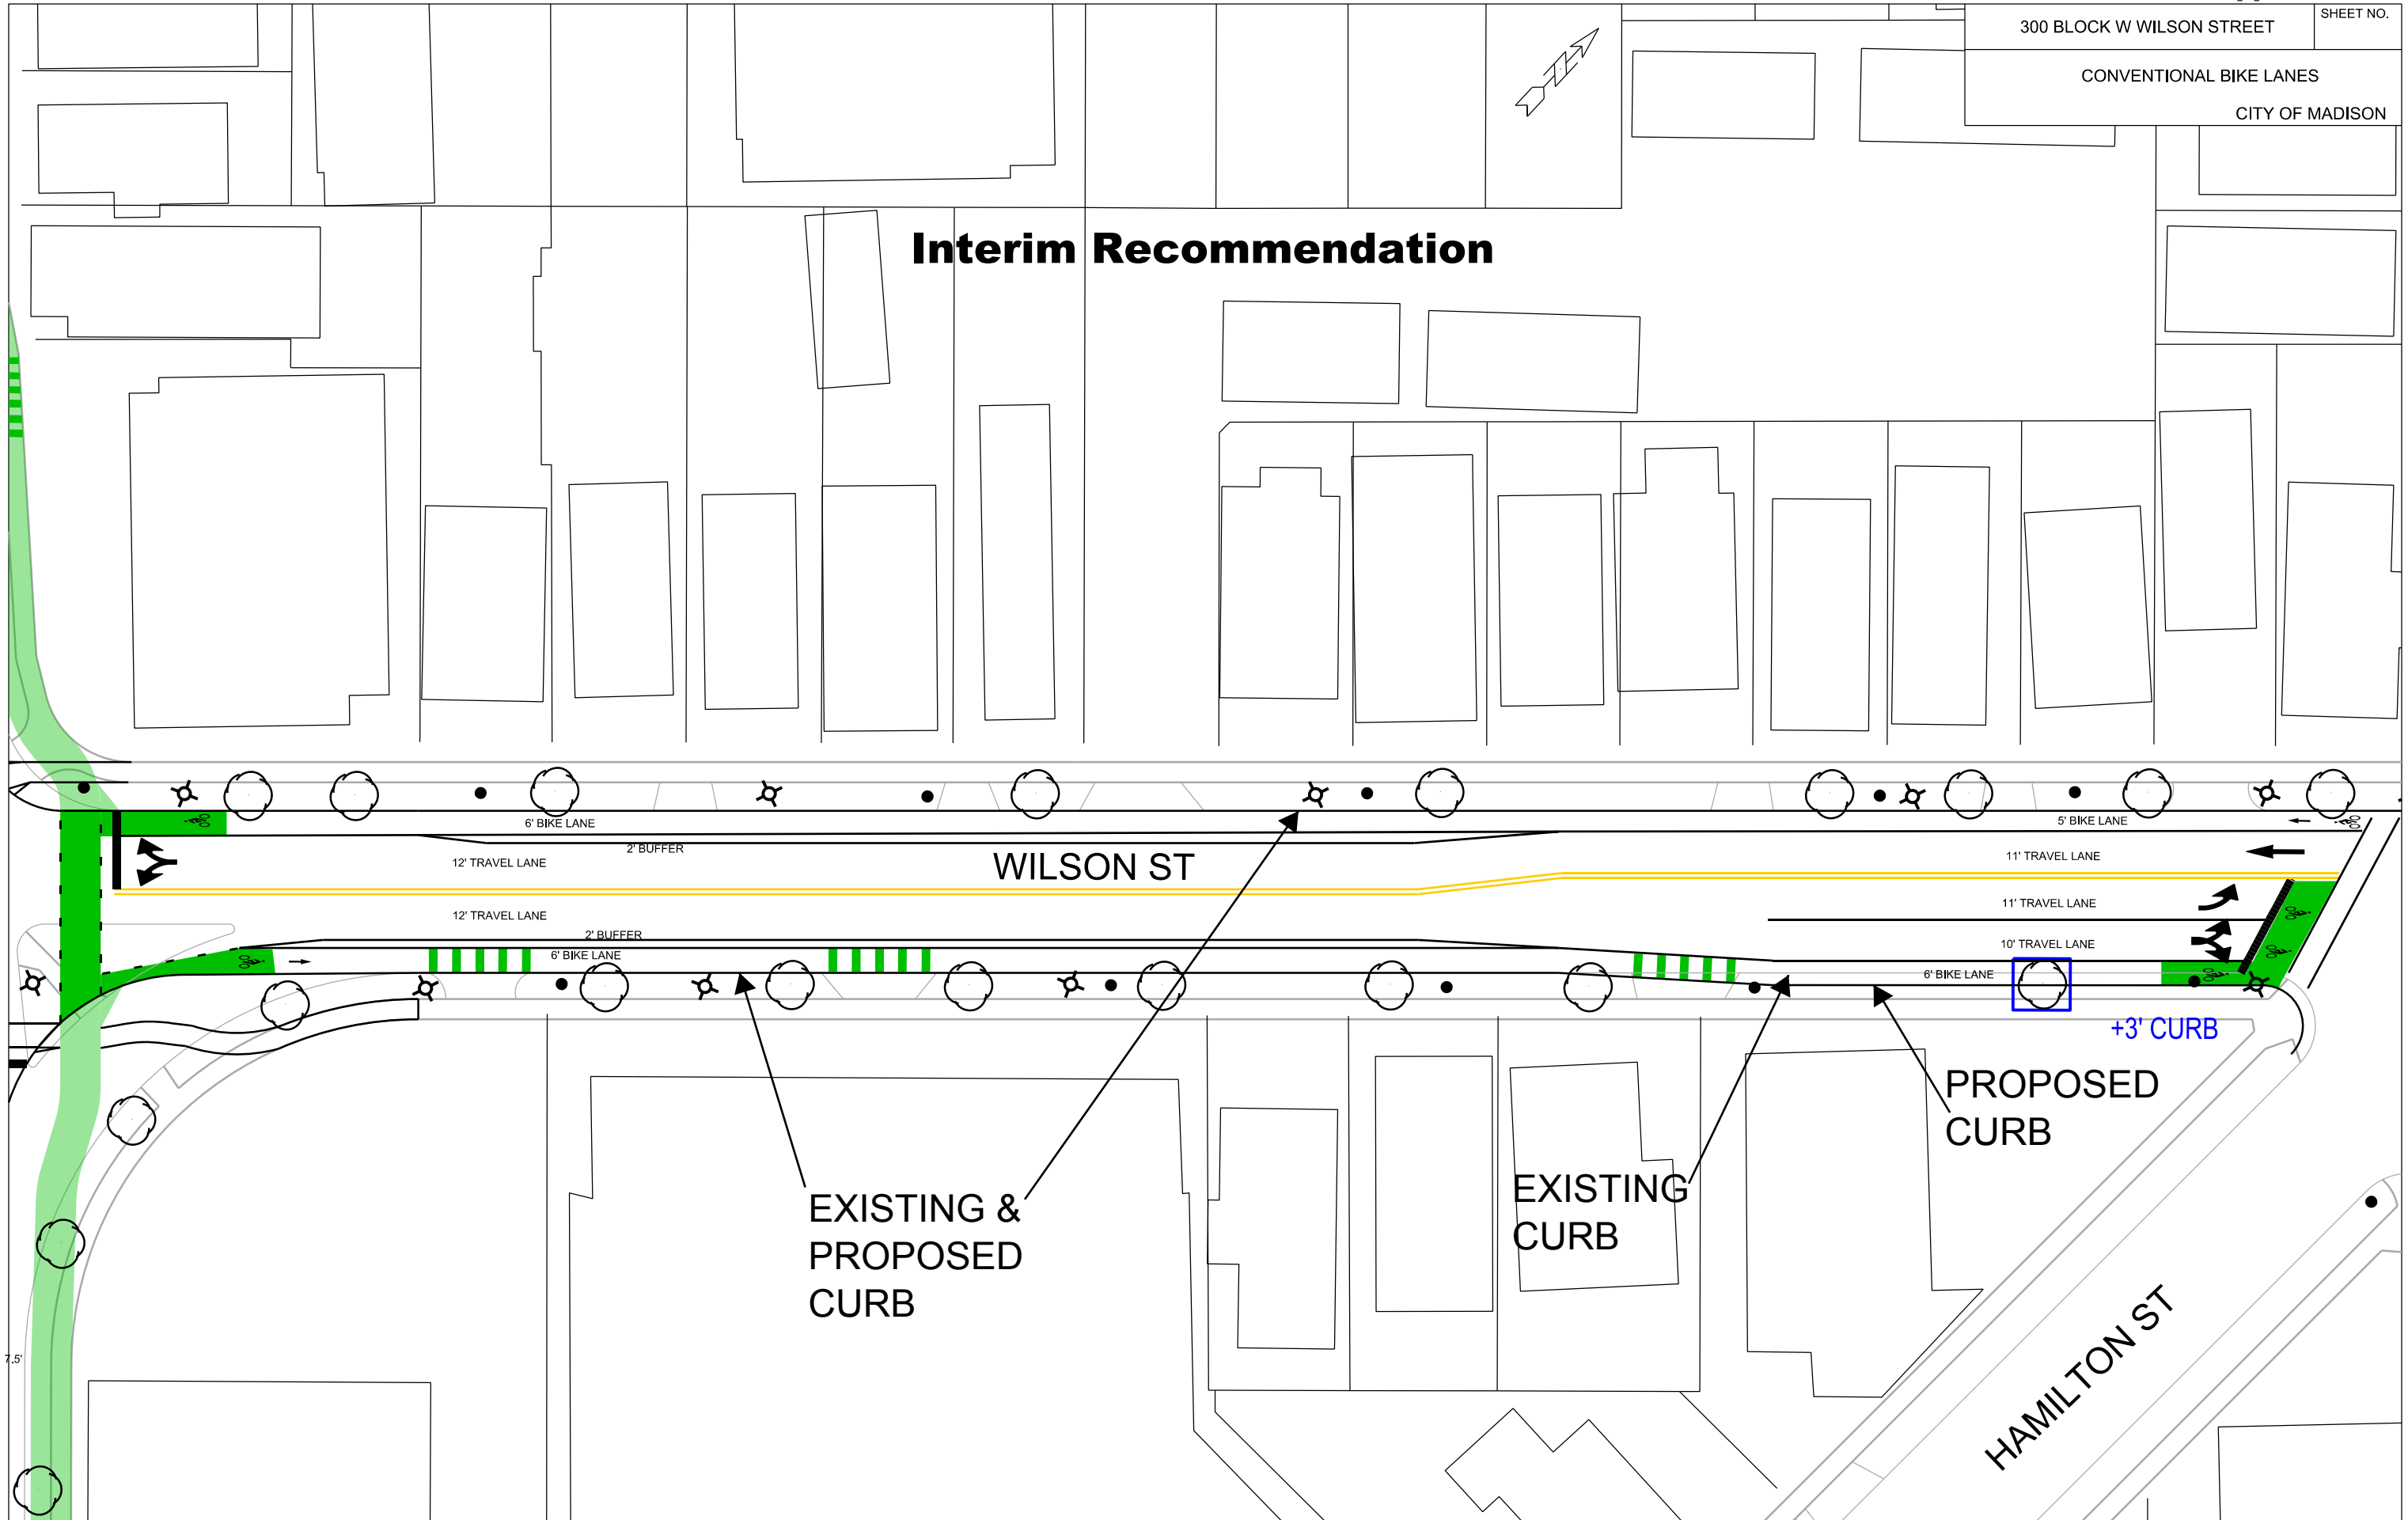 300 BLOCK W WILSON STREET
SHEET NO.
CONVENTIONAL BIKE LANES
CITY OF MADISON
Interim Recommendation
6' BIKE LANE
5' BIKE LANE
2' BUFFER
12' TRAVEL LANE
WILSON ST
11' TRAVEL LANE
12' TRAVEL LANE
11' TRAVEL LANE
2' BUFFER
10' TRAVEL LANE
6' BIKE LANE
6' BIKE LANE
+3' CURB
PROPOSED
CURB
EXISTING &
PROPOSED
CURB
EXISTING
CURB
HAMILTON ST
7.5'